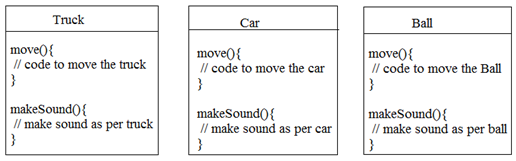 Truck
move(){
// code to move the truck
}
makeSound(){
// make sound as per truck
}
Car
move(){
// code to move the car
}
makeSound(){
// make sound as per car
}
Ball
move(){
// code to move the Ball
}
makeSound(){
// make sound as per ball
}